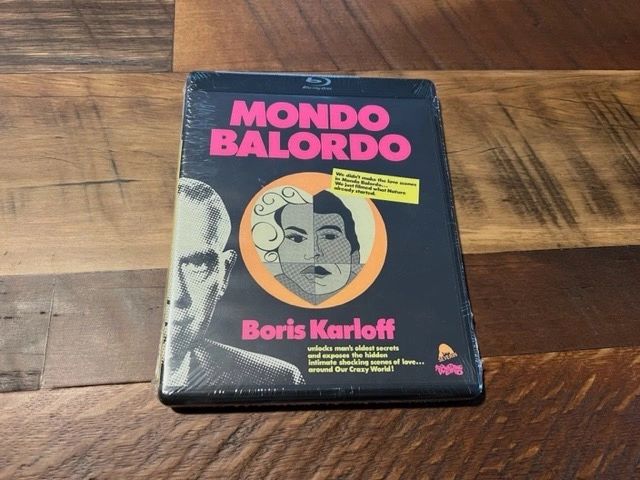 MONDO
BALORDO
We didn't make the love scenes
in Mondo Balordo...
We just filmed what Nature
already started.
Boris Karloff
unlocks man's oldest secrets
and exposes the hidden
intimate shocking scenes of love...
around Our Crazy World!